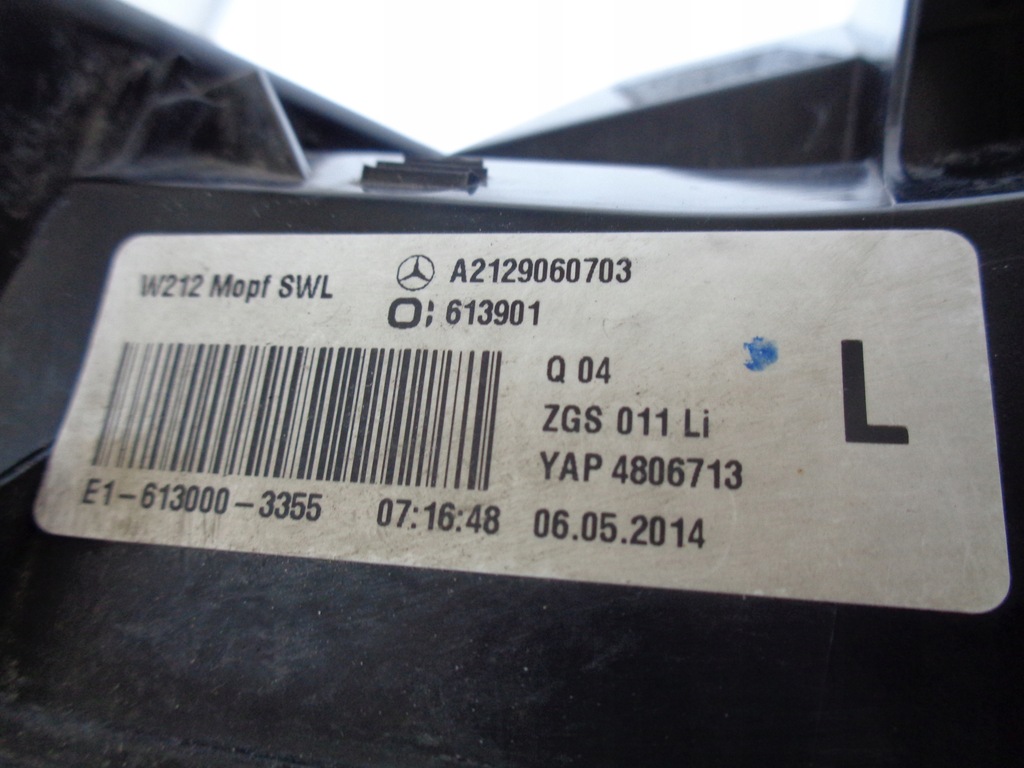 W212 Mopf SWL
A2129060703
613901
Q 04
L
ZGS 011 Li
YAP 4806713
E1-613000-3355 07:16:48 06.05.2014